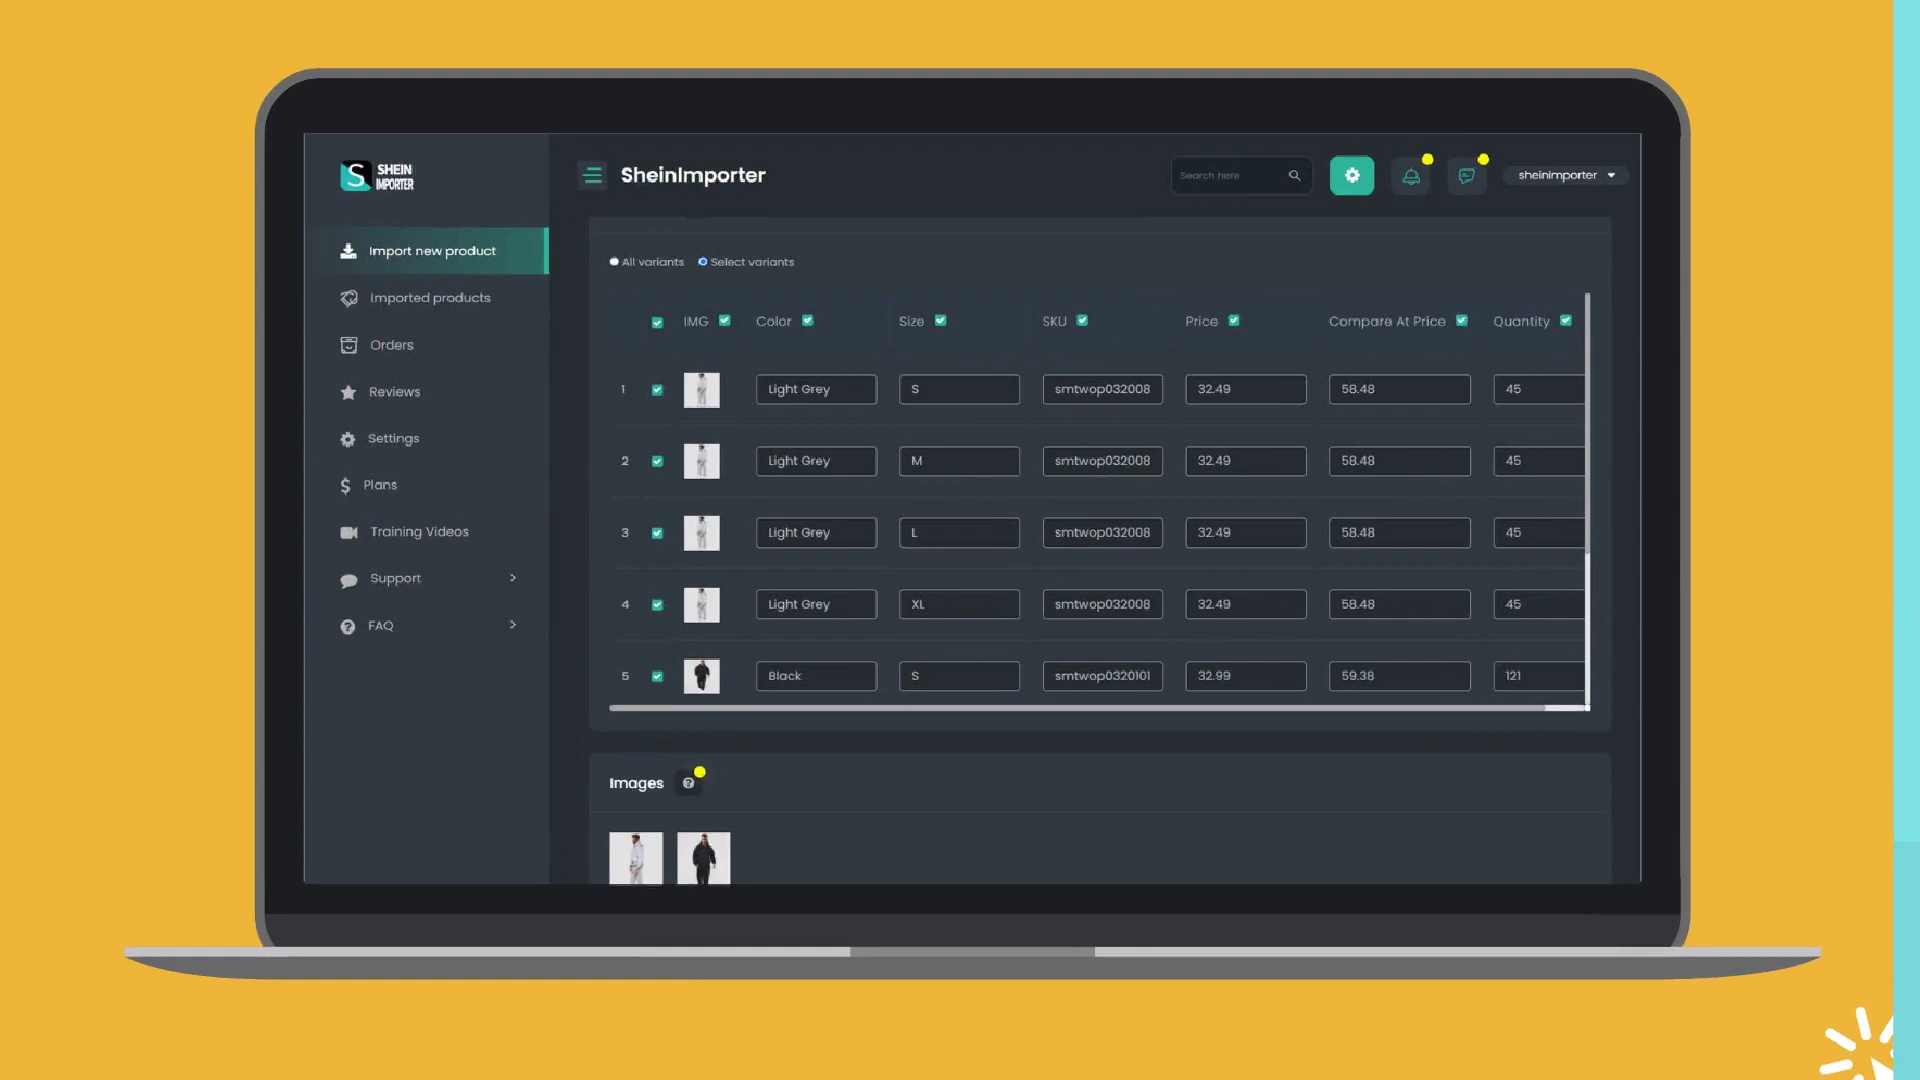 SHEIN
IMPORTER
SheinImporter
Search here
sheinimporter
Import new product
Imported products
Orders
Reviews
Settings
$ Plans
Training Videos
Support
FAQ
All variants Select variants
IMG Color Size SKU Price Compare At Price Quantity
1 Light Grey S smtwop032008 32.49 58.48 45
2 Light Grey M smtwop032008 32.49 58.48 45
3 Light Grey L smtwop032008 32.49 58.48 45
4 Light Grey XL smtwop032008 32.49 58.48 45
5 Black S smtwop0320101 32.99 59.38 121
Images